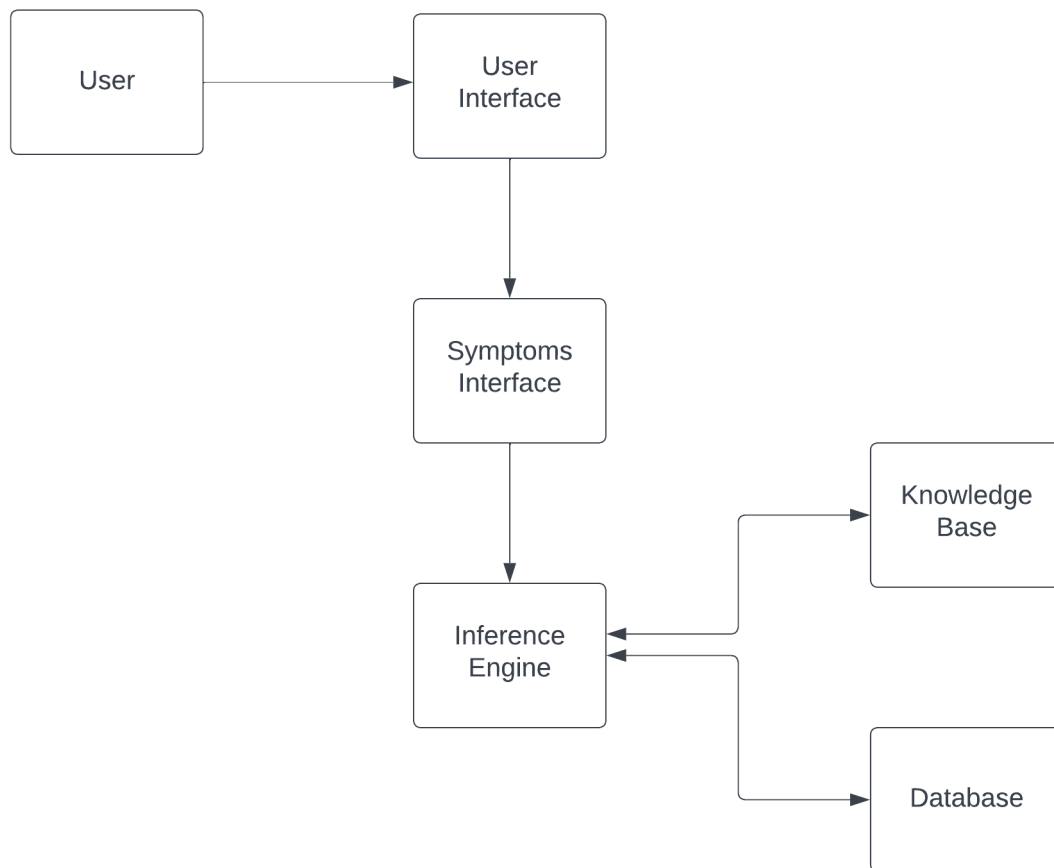 User
User
Interface
Symptoms
Interface
Knowledge
Base
Inference
Engine
Database